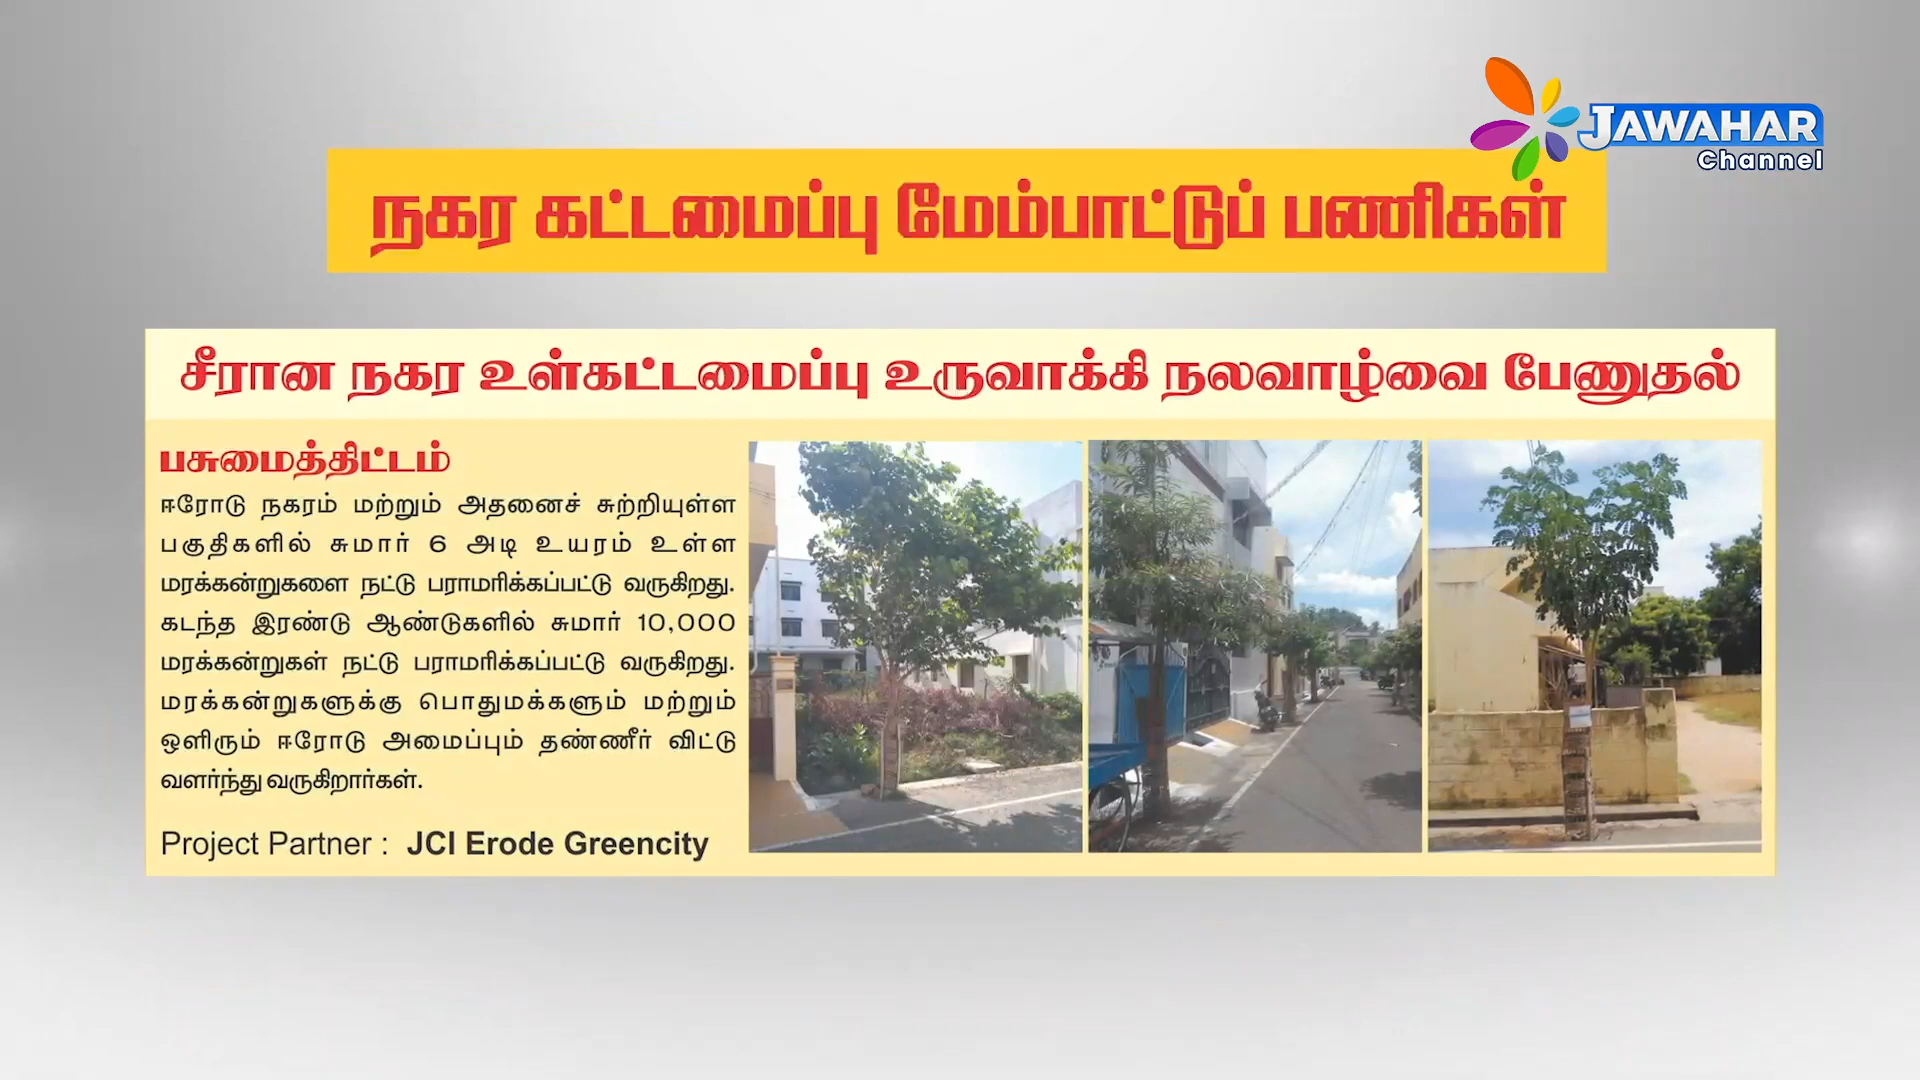 JAWAHAR
Channel
நகர கட்டமைப்பு மேம்பாட்டுப் பணிகள்
சீரான நகர உள்கட்டமைப்பு உருவாக்கி நலவாழ்வை பேணுதல்
பசுமைத்திட்டம்
ஈரோடு நகரம் மற்றும் அதனைச் சுற்றியுள்ள
பகுதிகளில் சுமார் 6 அடி உயரம் உள்ள
மரக்கன்றுகளை நட்டு பராமரிக்கப்பட்டு வருகிறது.
கடந்த இரண்டு ஆண்டுகளில் சுமார் 10,000
மரக்கன்றுகள் நட்டு பராமரிக்கப்பட்டு வருகிறது.
மரக்கன்றுகளுக்கு பொதுமக்களும் மற்றும்
ஒளிரும் ஈரோடு அமைப்பும் தண்ணீர் விட்டு
வளர்ந்து வருகிறார்கள்.
Project Partner : JCI Erode Greencity